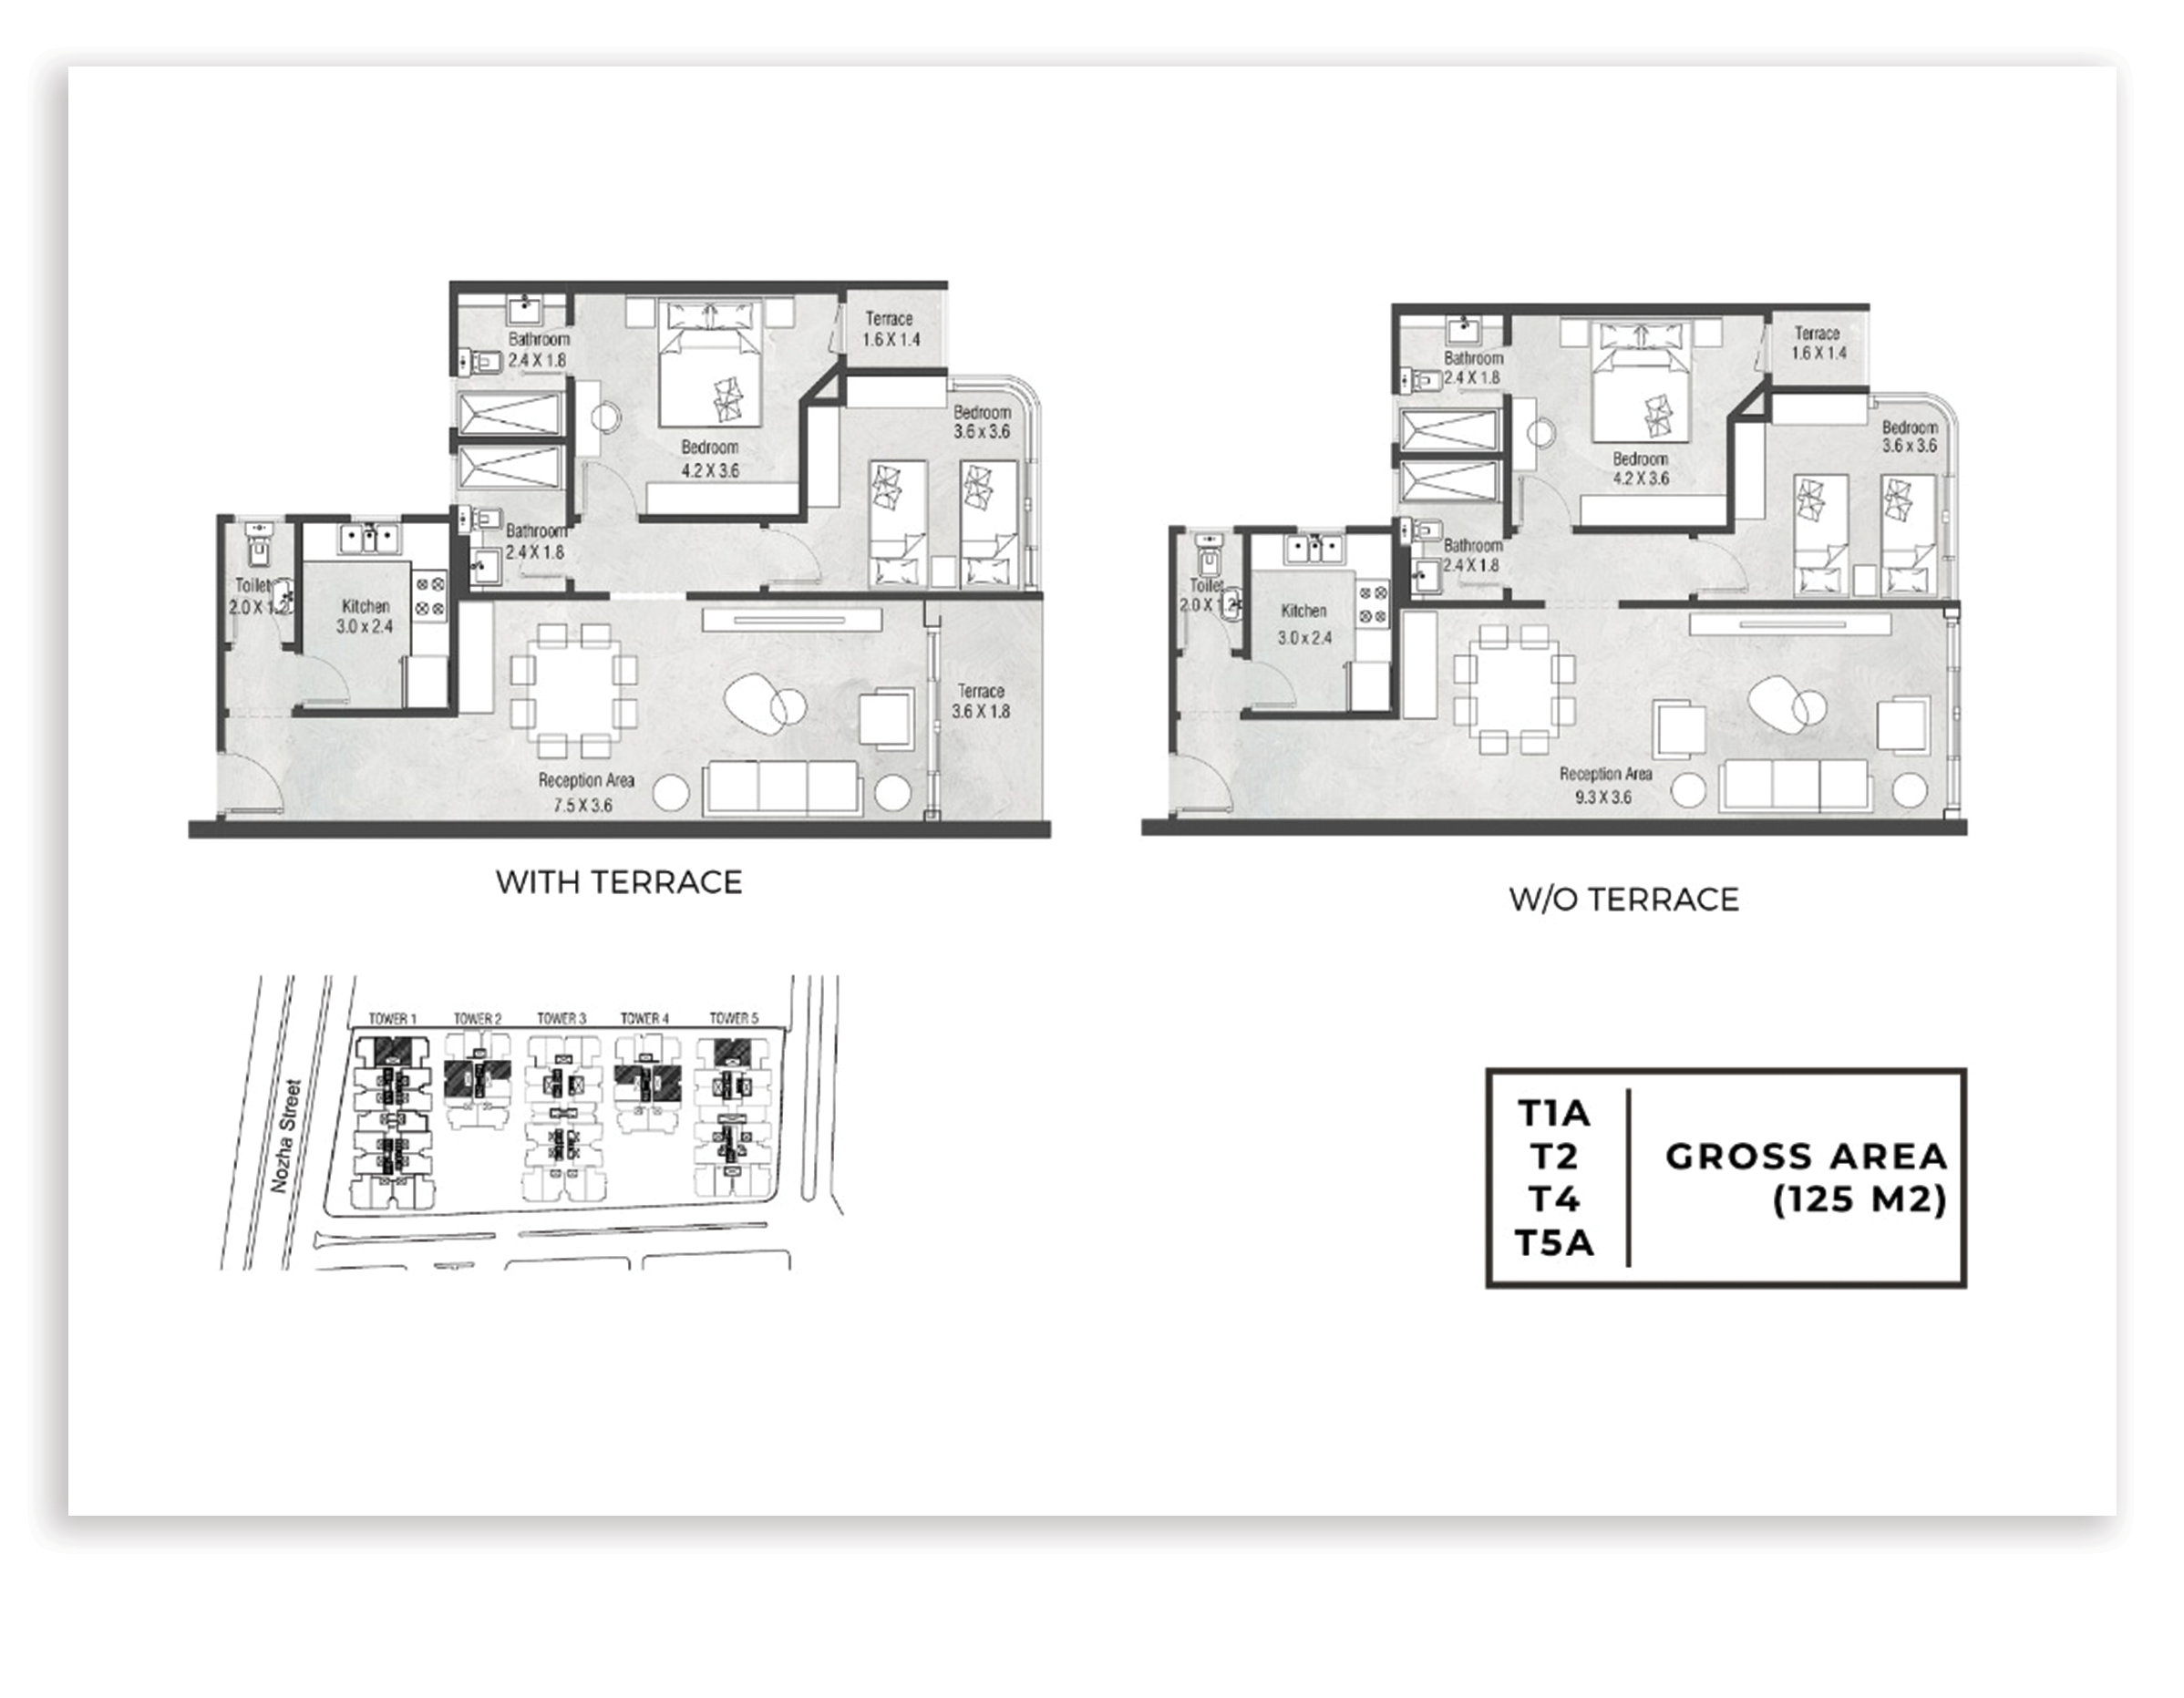 Terrace
1.6 X 1.4
Bathroom
2.4 X 1.8
Bedroom
3.6 x 3.6
Bedroom
4.2 X 3.6
Bathroom
2.4 X 1.8
Toilet
2.0 X 1.2
Kitchen
3.0 x 2.4
Terrace
3.6 X 1.8
Reception Area
7.5 X 3.6
WITH TERRACE
Terrace
1.6 X 1.4
Bathroom
2.4 X 1.8
Bedroom
3.6 x 3.6
Bedroom
4.2 X 3.6
Bathroom
2.4 X 1.8
Toilet
2.0 X 1.2
Kitchen
3.0 x 2.4
Reception Area
9.3 X 3.6
W/O TERRACE
TOWER 1
TOWER 2
TOWER 3
TOWER 4
TOWER 5
Nozha Street
T1A
T2
T4
T5A
GROSS AREA
(125 M2)